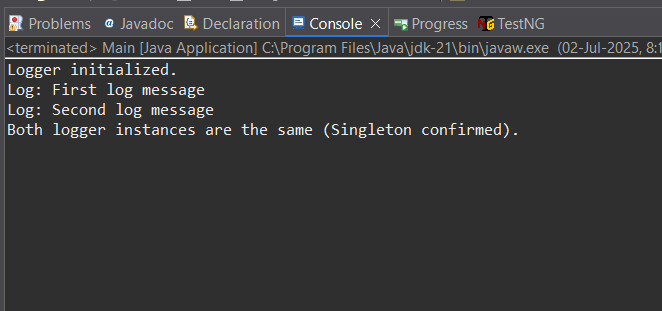 Problems Javadoc Declaration Console Progress TestNG
<terminated> Main [Java Application] C:\Program Files\Java\jdk-21\bin\javaw.exe (02-Jul-2025, 8:1
Logger initialized.
Log: First log message
Log: Second log message
Both logger instances are the same (Singleton confirmed).